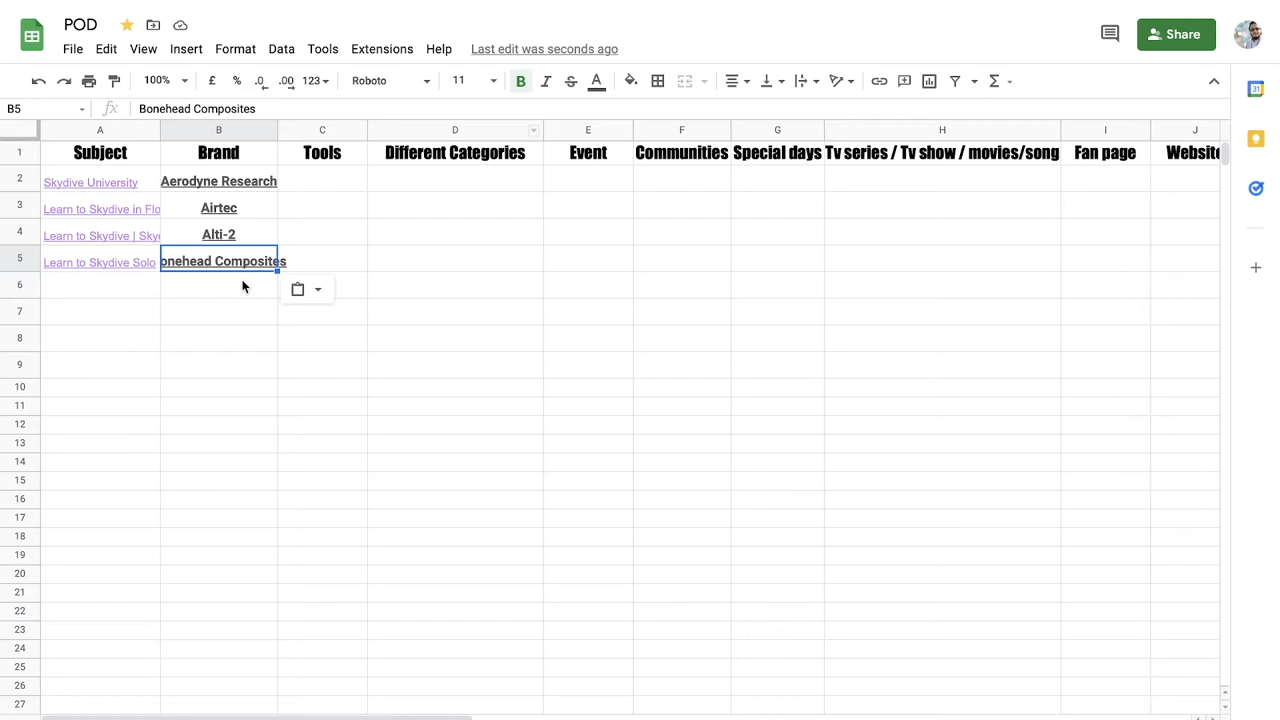 POD
File Edit View Insert Format Data Tools Extensions Help Last edit was seconds ago
Share
100% £ % .0 .00 123 Roboto 11 B I S A Σ
B5 fx Bonehead Composites
31
A B C D E F G H I J
1 Subject Brand Tools Different Categories Event Communities Special days Tv series / Tv show / movies/song Fan page Website
2 Skydive University Aerodyne Research
3 Learn to Skydive in Flo Airtec
4 Learn to Skydive | Skyd Alti-2
5 Learn to Skydive Solo onehead Composites
6
7
8
9
10
11
12
13
14
15
16
17
18
19
20
21
22
23
24
25
26
27